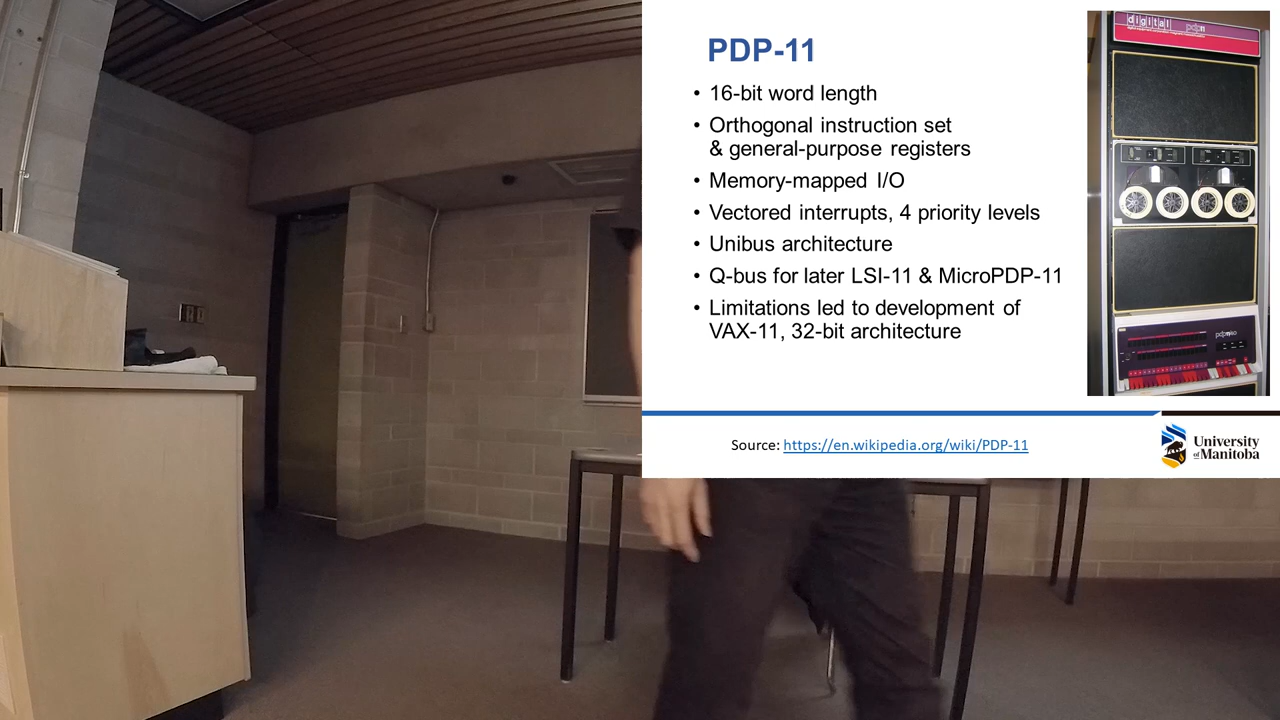 PDP-11
• 16-bit word length
• Orthogonal instruction set
& general-purpose registers
• Memory-mapped I/O
• Vectored interrupts, 4 priority levels
• Unibus architecture
• Q-bus for later LSI-11 & MicroPDP-11
• Limitations led to development of
VAX-11, 32-bit architecture
digital pdp11
Source: https://en.wikipedia.org/wiki/PDP-11
University
of Manitoba